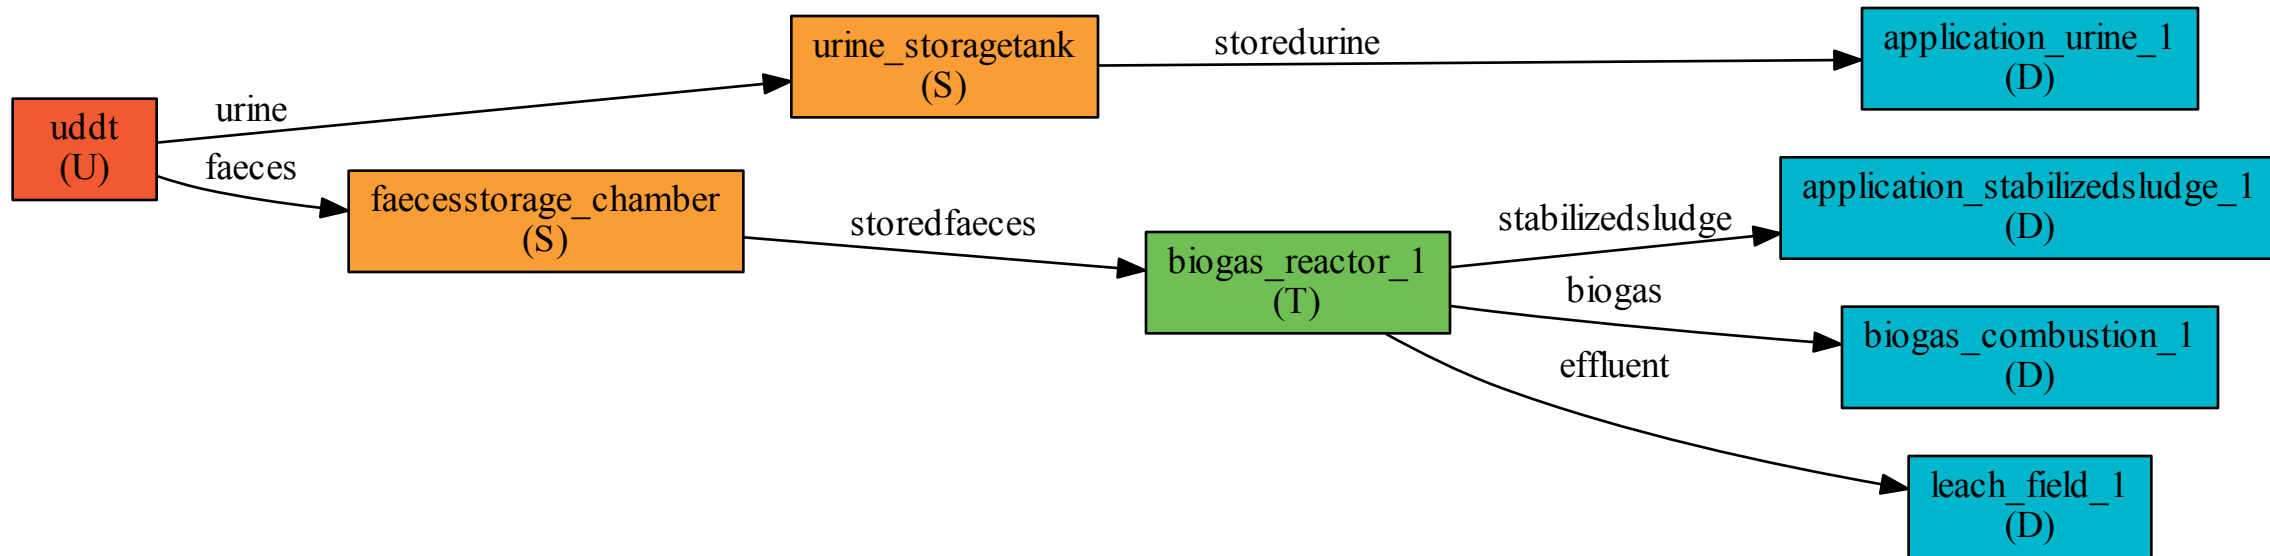 uddt
(U)
urine
faeces
urine_storagetank
(S)
faecesstorage_chamber
(S)
storedurine
storedfaeces
biogas_reactor_1
(T)
stabilizedsludge
biogas
effluent
application_urine_1
(D)
application_stabilizedsludge_1
(D)
biogas_combustion_1
(D)
leach_field_1
(D)